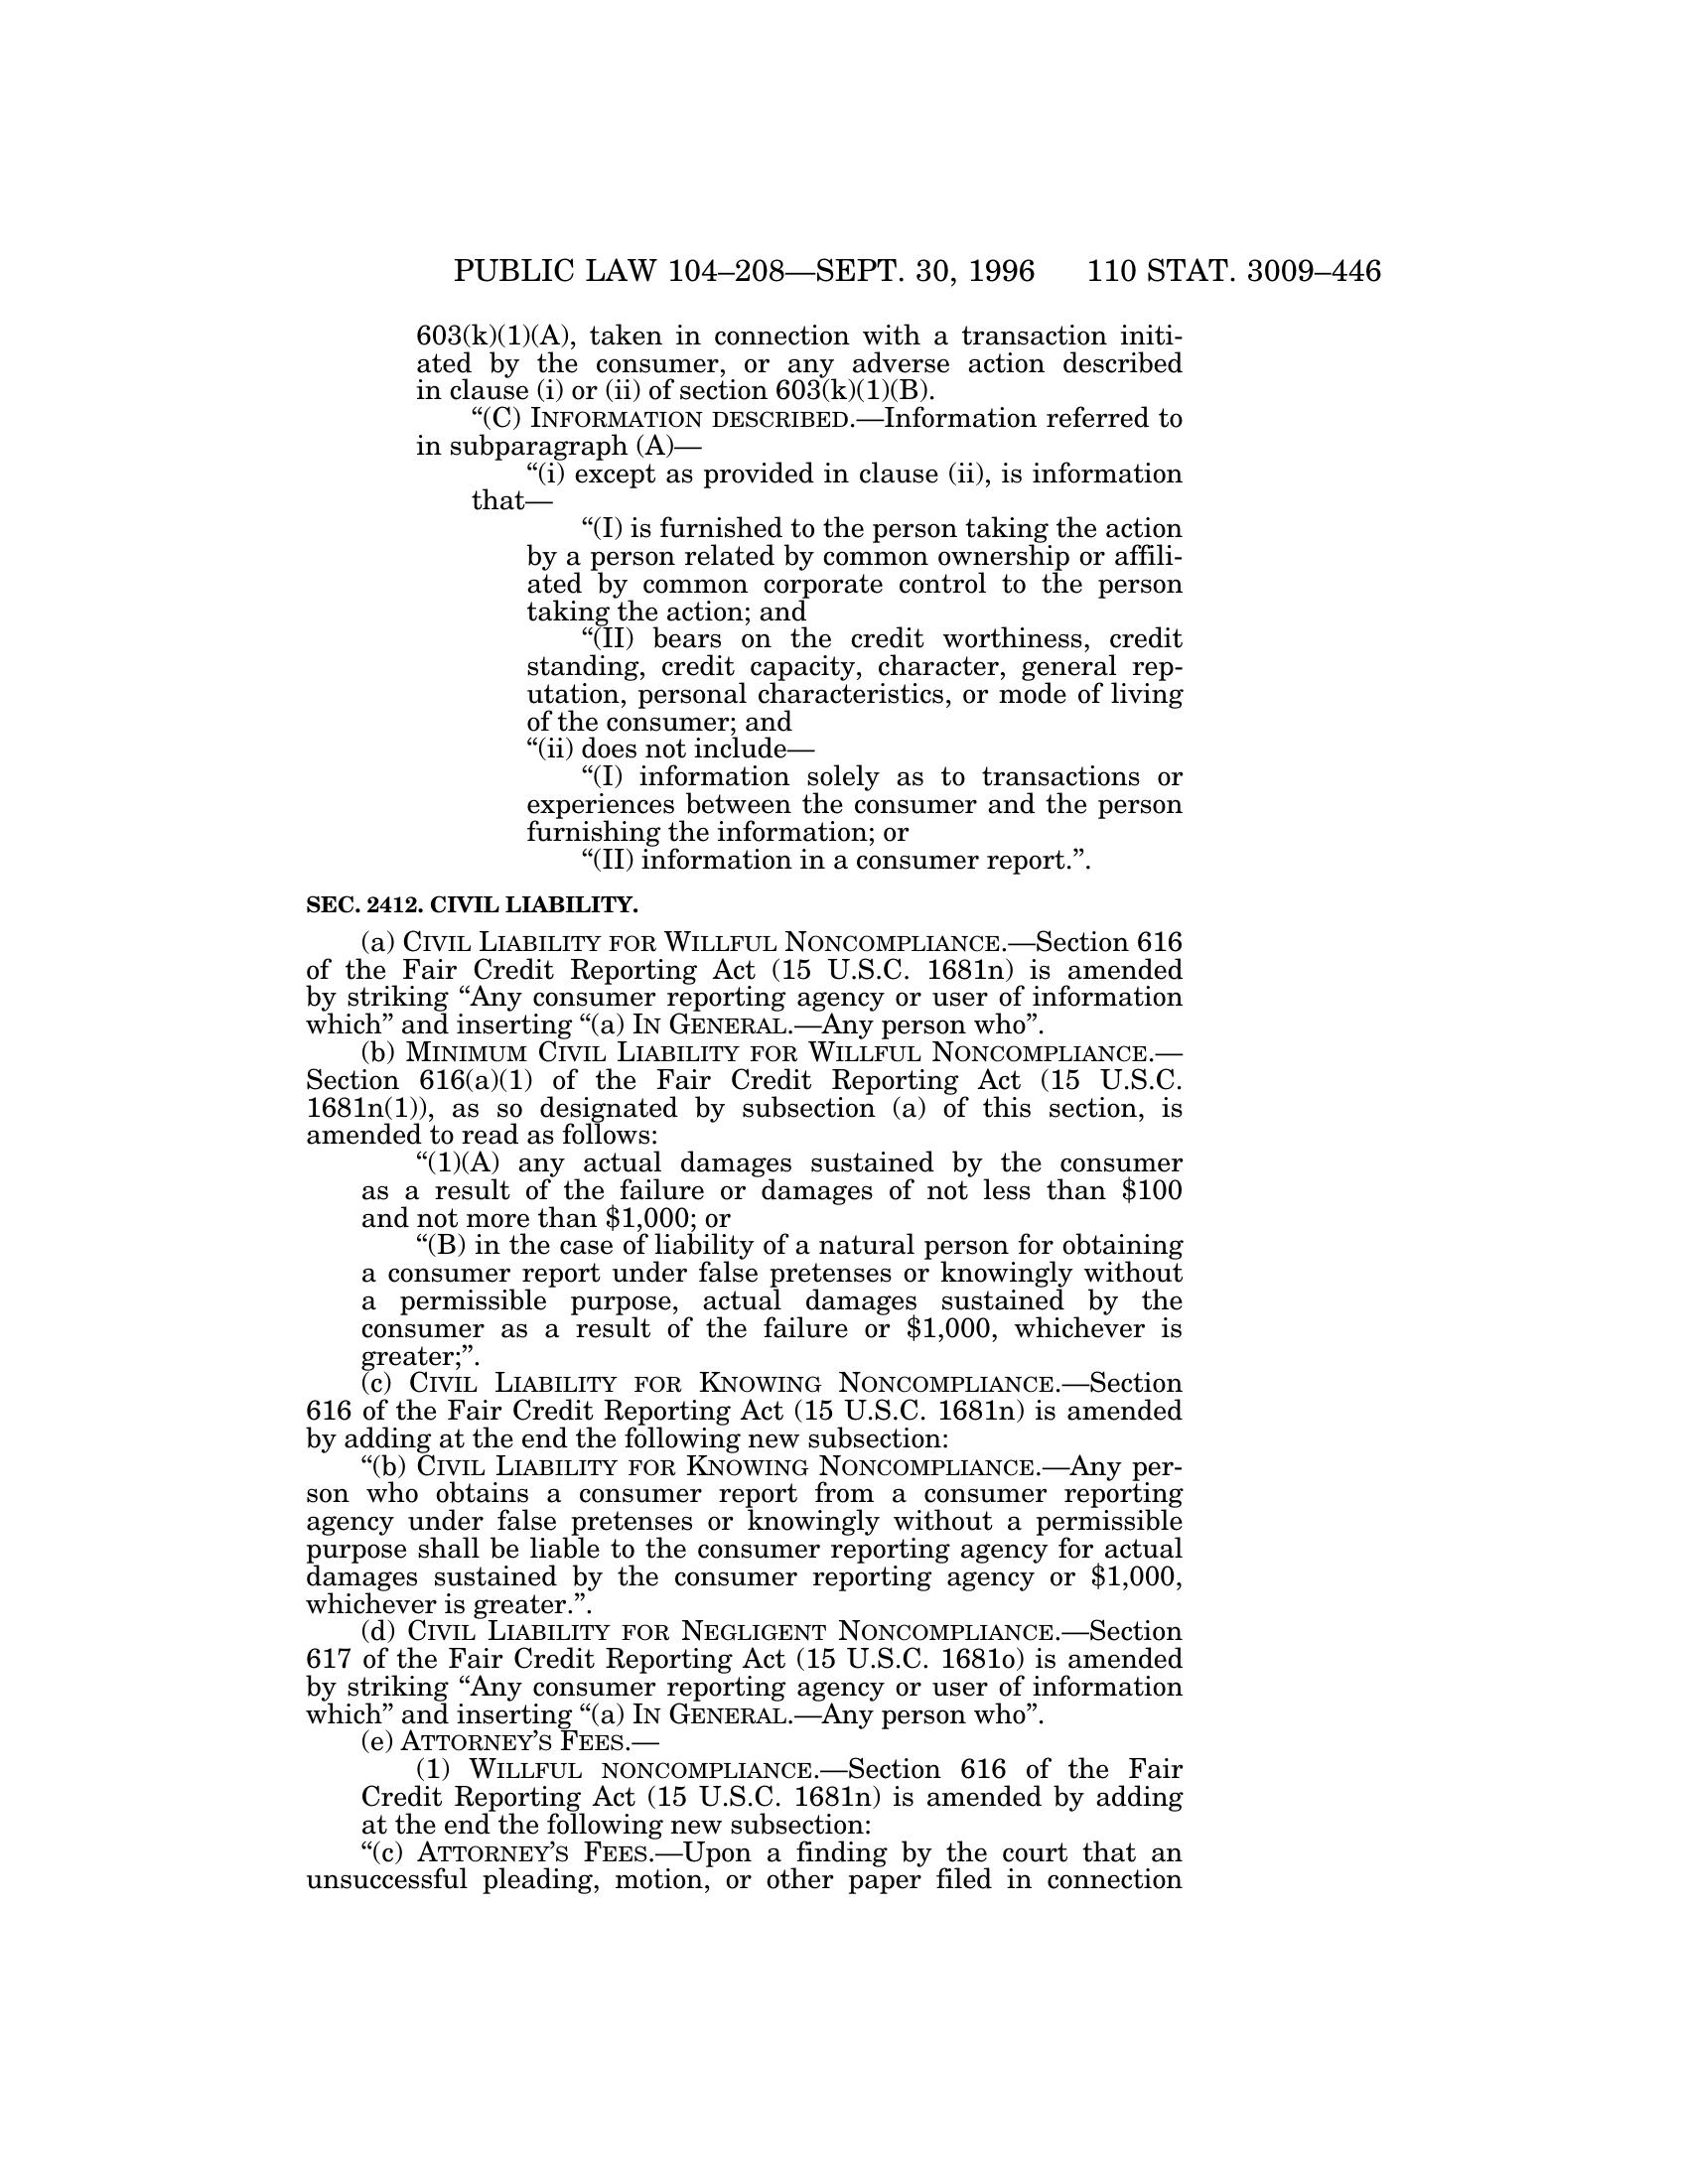 PUBLIC LAW 104–208—SEPT. 30, 1996 110 STAT. 3009–446
603(k)(1)(A), taken in connection with a transaction initi-
ated by the consumer, or any adverse action described
in clause (i) or (ii) of section 603(k)(1)(B).
“(C) INFORMATION DESCRIBED.—Information referred to
in subparagraph (A)—
“(i) except as provided in clause (ii), is information
that—
“(I) is furnished to the person taking the action
by a person related by common ownership or affili-
ated by common corporate control to the person
taking the action; and
“(II) bears on the credit worthiness, credit
standing, credit capacity, character, general rep-
utation, personal characteristics, or mode of living
of the consumer; and
“(ii) does not include—
“(I) information solely as to transactions or
experiences between the consumer and the person
furnishing the information; or
“(II) information in a consumer report.”.
SEC. 2412. CIVIL LIABILITY.
(a) CIVIL LIABILITY FOR WILLFUL NONCOMPLIANCE.—Section 616
of the Fair Credit Reporting Act (15 U.S.C. 1681n) is amended
by striking “Any consumer reporting agency or user of information
which” and inserting “(a) IN GENERAL.—Any person who”.
(b) MINIMUM CIVIL LIABILITY FOR WILLFUL NONCOMPLIANCE.—
Section 616(a)(1) of the Fair Credit Reporting Act (15 U.S.C.
1681n(1)), as so designated by subsection (a) of this section, is
amended to read as follows:
“(1)(A) any actual damages sustained by the consumer
as a result of the failure or damages of not less than $100
and not more than $1,000; or
“(B) in the case of liability of a natural person for obtaining
a consumer report under false pretenses or knowingly without
a permissible purpose, actual damages sustained by the
consumer as a result of the failure or $1,000, whichever is
greater;”.
(c) CIVIL LIABILITY FOR KNOWING NONCOMPLIANCE.—Section
616 of the Fair Credit Reporting Act (15 U.S.C. 1681n) is amended
by adding at the end the following new subsection:
“(b) CIVIL LIABILITY FOR KNOWING NONCOMPLIANCE.—Any per-
son who obtains a consumer report from a consumer reporting
agency under false pretenses or knowingly without a permissible
purpose shall be liable to the consumer reporting agency for actual
damages sustained by the consumer reporting agency or $1,000,
whichever is greater.”.
(d) CIVIL LIABILITY FOR NEGLIGENT NONCOMPLIANCE.—Section
617 of the Fair Credit Reporting Act (15 U.S.C. 1681o) is amended
by striking “Any consumer reporting agency or user of information
which” and inserting “(a) IN GENERAL.—Any person who”.
(e) ATTORNEY’S FEES.—
(1) WILLFUL NONCOMPLIANCE.—Section 616 of the Fair
Credit Reporting Act (15 U.S.C. 1681n) is amended by adding
at the end the following new subsection:
“(c) ATTORNEY’S FEES.—Upon a finding by the court that an
unsuccessful pleading, motion, or other paper filed in connection